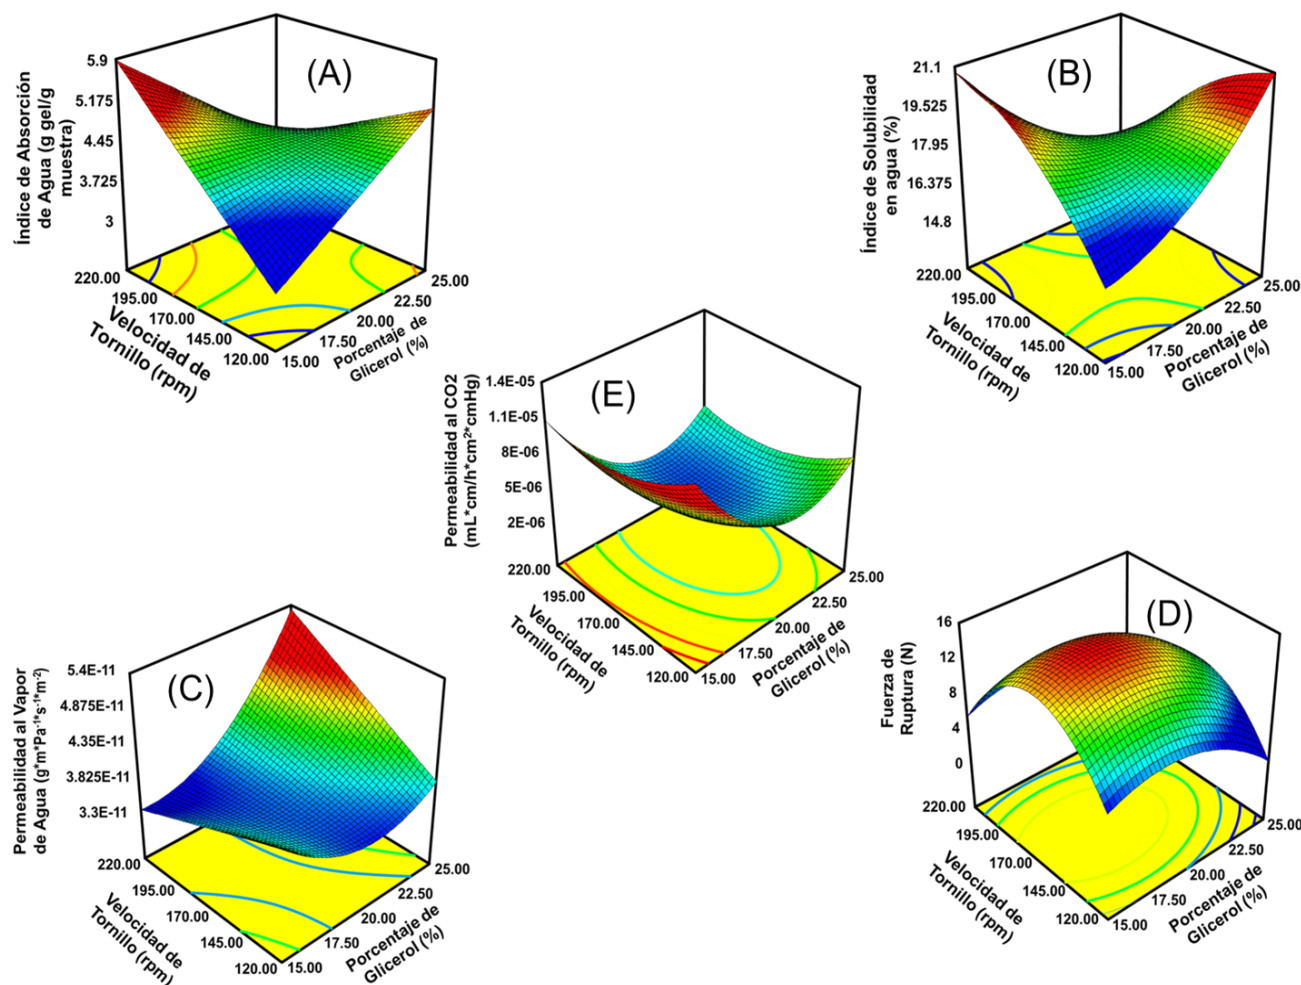 (A)
Índice de Absorción
de Agua (g gel/g
muestra)
5.9
5.175
4.45
3.725
3
220.00
195.00
170.00
145.00
120.00
Velocidad de
Tornillo (rpm)
15.00
17.50
20.00
22.50
25.00
Porcentaje de
Glicerol (%)
(B)
Índice de Solubilidad
en agua (%)
21.1
19.525
17.95
16.375
14.8
220.00
195.00
170.00
145.00
120.00
Velocidad de
Tornillo (rpm)
15.00
17.50
20.00
22.50
25.00
Porcentaje de
Glicerol (%)
(E)
Permeabilidad al CO2
(mL*cm/h*cm²*cmHg)
1.4E-05
1.1E-05
8E-06
5E-06
2E-06
220.00
195.00
170.00
145.00
120.00
Velocidad de
Tornillo (rpm)
15.00
17.50
20.00
22.50
25.00
Porcentaje de
Glicerol (%)
(C)
Permeabilidad al Vapor
de Agua (g*m*Pa⁻¹*s⁻¹*m⁻²)
5.4E-11
4.875E-11
4.35E-11
3.825E-11
3.3E-11
220.00
195.00
170.00
145.00
120.00
Velocidad de
Tornillo (rpm)
15.00
17.50
20.00
22.50
25.00
Porcentaje de
Glicerol (%)
(D)
Fuerza de
Ruptura (N)
16
12
8
4
0
220.00
195.00
170.00
145.00
120.00
Velocidad de
Tornillo (rpm)
15.00
17.50
20.00
22.50
25.00
Porcentaje de
Glicerol (%)